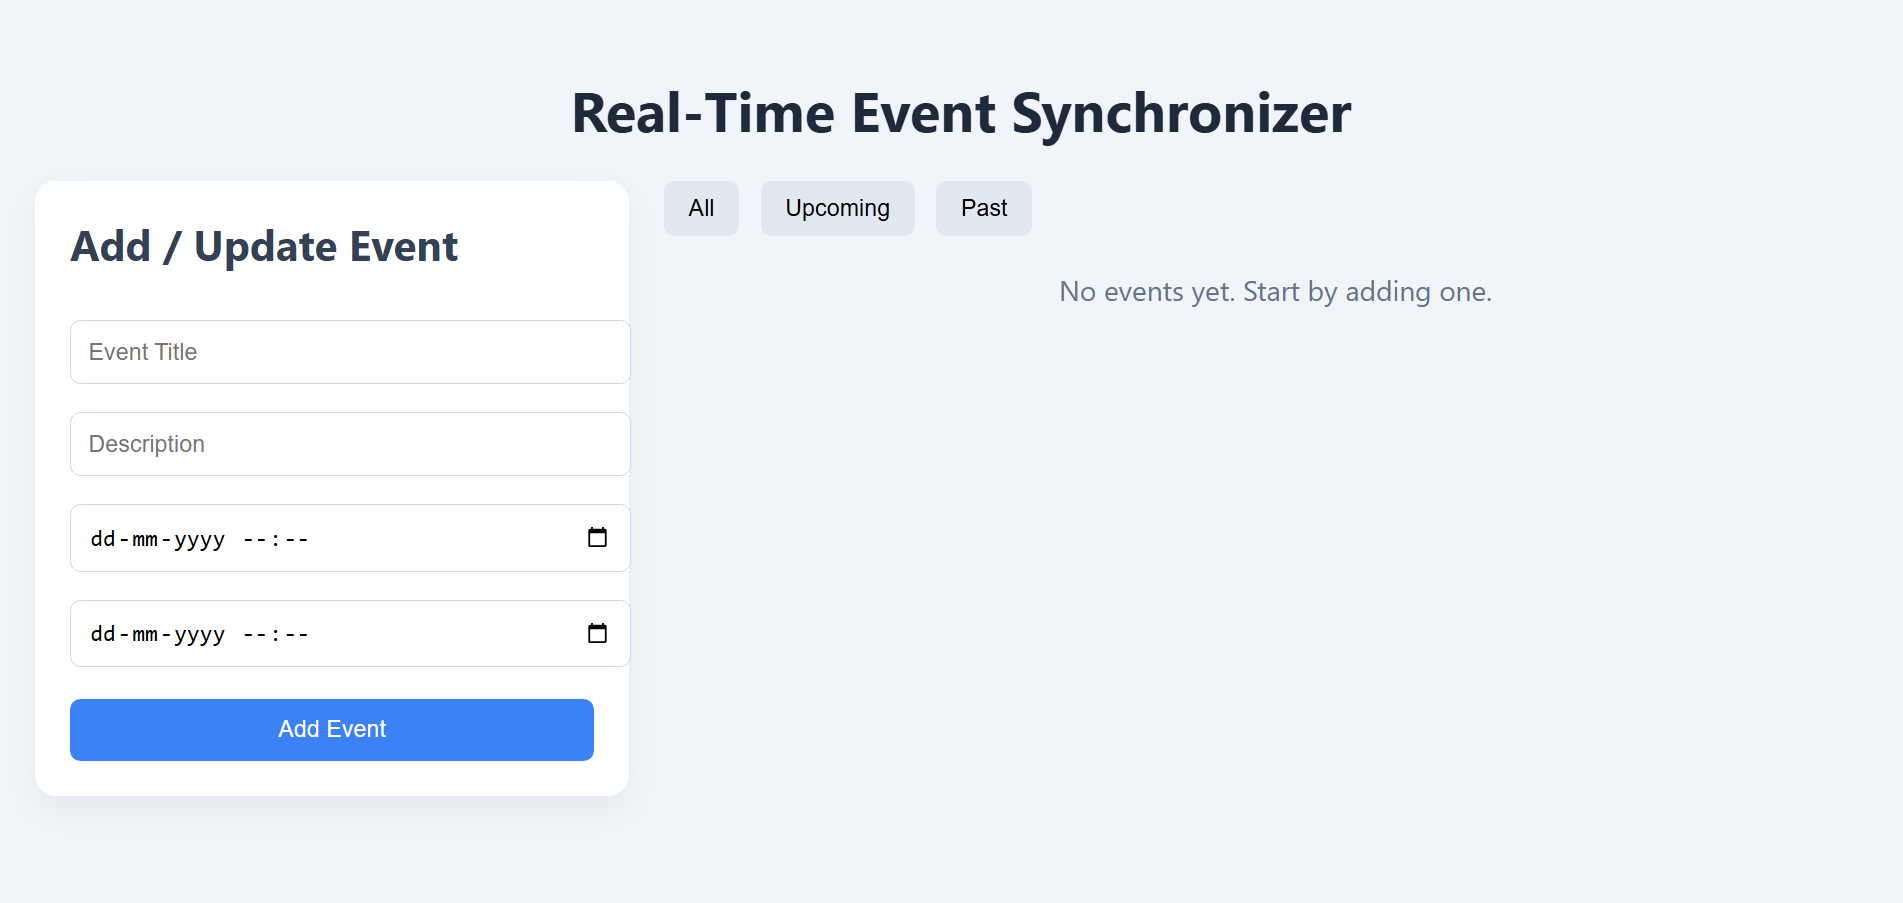 Real-Time Event Synchronizer
Add / Update Event
Event Title
Description
dd-mm-yyyy --:--
dd-mm-yyyy --:--
Add Event
All
Upcoming
Past
No events yet. Start by adding one.